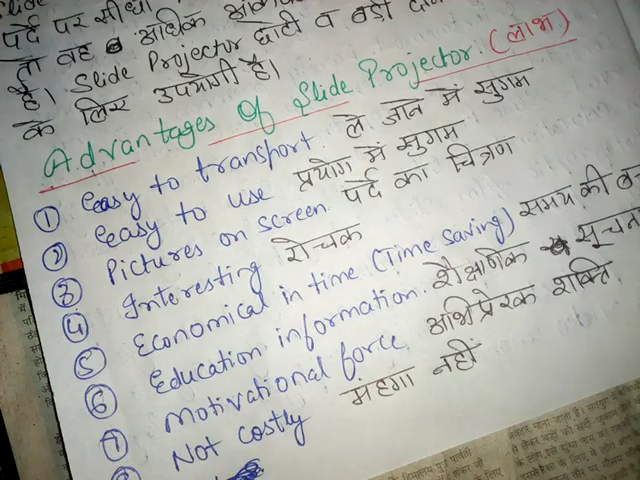 पर्दे पर सीधा
तो वह अधिक
है। Slide Projector छोटी व बड़ी
के लिए उपयोगी है।
Advantages of Slide Projector (लाभ)
① Easy to transport. ले जाने में सुगम
② Easy to use प्रयोग में सुगम
③ Pictures on screen पर्दे का चित्रण
④ Interesting रोचक
⑤ Economical in time (Time Saving) समय की
⑥ Education information. शैक्षणिक सूचना
⑦ Motivational force. अभिप्रेरक शक्ति
Not costly मंहगा नहीं